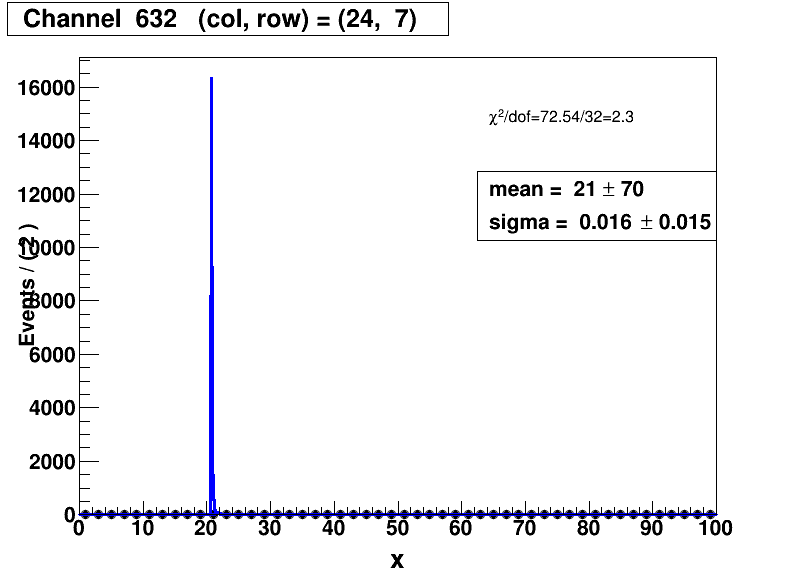 Channel 632 (col, row) = (24, 7)
χ²/dof=72.54/32=2.3
mean = 21 ± 70
sigma = 0.016 ± 0.015
Events / ( 2 )
16000
14000
12000
10000
8000
6000
4000
2000
0
0 10 20 30 40 50 60 70 80 90 100
x